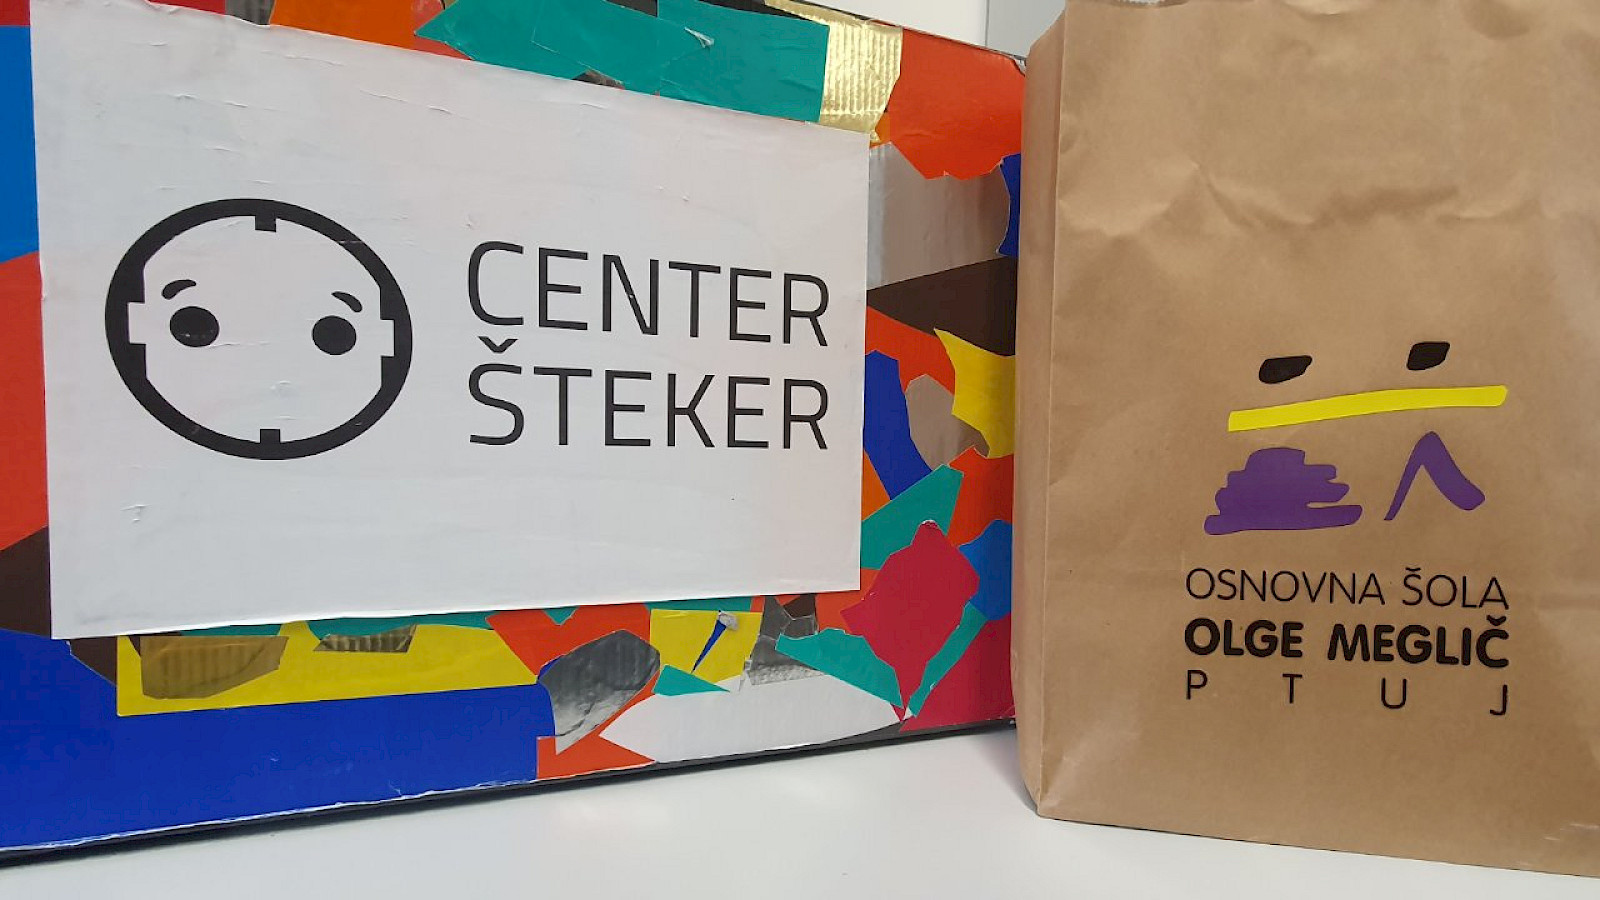 CENTER
ŠTEKER
OSNOVNA ŠOLA
OLGE MEGLIČ
PTUJ